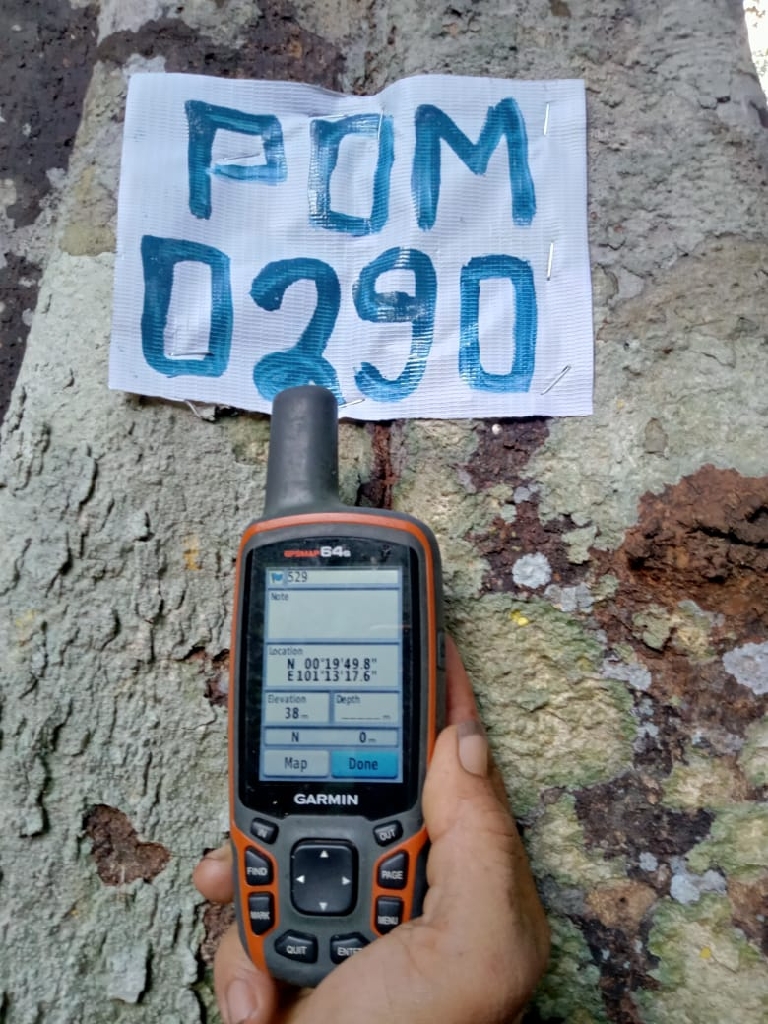 POM
0290
GPSMAP 64s
529
Note
Location
N 00°19'49.8"
E101°13'17.6"
Elevation Depth
38 m ____ m
N 0 m
Map Done
GARMIN
IN OUT
FIND PAGE
MARK MENU
QUIT ENTER